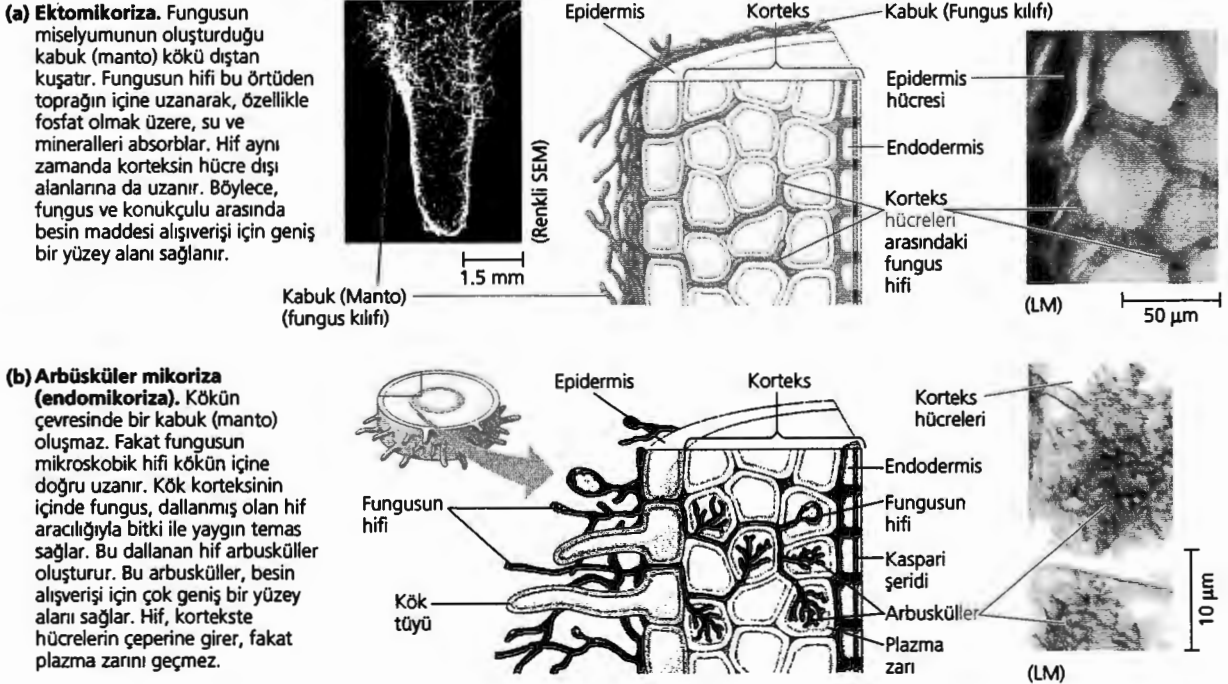 (a) Ektomikoriza. Fungusun
miselyumunun oluşturduğu
kabuk (manto) kökü dıştan
kuşatır. Fungusun hifi bu örtüden
toprağın içine uzanarak, özellikle
fosfat olmak üzere, su ve
mineralleri absorblar. Hif aynı
zamanda korteksin hücre dışı
alanlarına da uzanır. Böylece,
fungus ve konukçulu arasında
besin maddesi alışıverişi için geniş
bir yüzey alanı sağlanır.
(Renkli SEM)
1.5 mm
Kabuk (Manto)
(fungus kılıfı)
Epidermis
Korteks
Kabuk (Fungus kılıfı)
Epidermis
hücresi
Endodermis
Korteks
hücreleri
arasındaki
fungus
hifi
(LM)
50 µm
(b) Arbüsküler mikoriza
(endomikoriza). Kökün
çevresinde bir kabuk (manto)
oluşmaz. Fakat fungusun
mikroskobik hifi kökün içine
doğru uzanır. Kök korteksinin
içinde fungus, dallanmış olan hif
aracılığıyla bitki ile yaygın temas
sağlar. Bu dallanan hif arbusküller
oluşturur. Bu arbusküller, besin
alışverişi için çok geniş bir yüzey
alanı sağlar. Hif, kortekste
hücrelerin çeperine girer, fakat
plazma zarını geçmez.
Epidermis
Korteks
Fungusun
hifi
Kök
tüyü
Endodermis
Fungusun
hifi
Kaspari
şeridi
Arbusküller
Plazma
zarı
Korteks
hücreleri
10 µm
(LM)